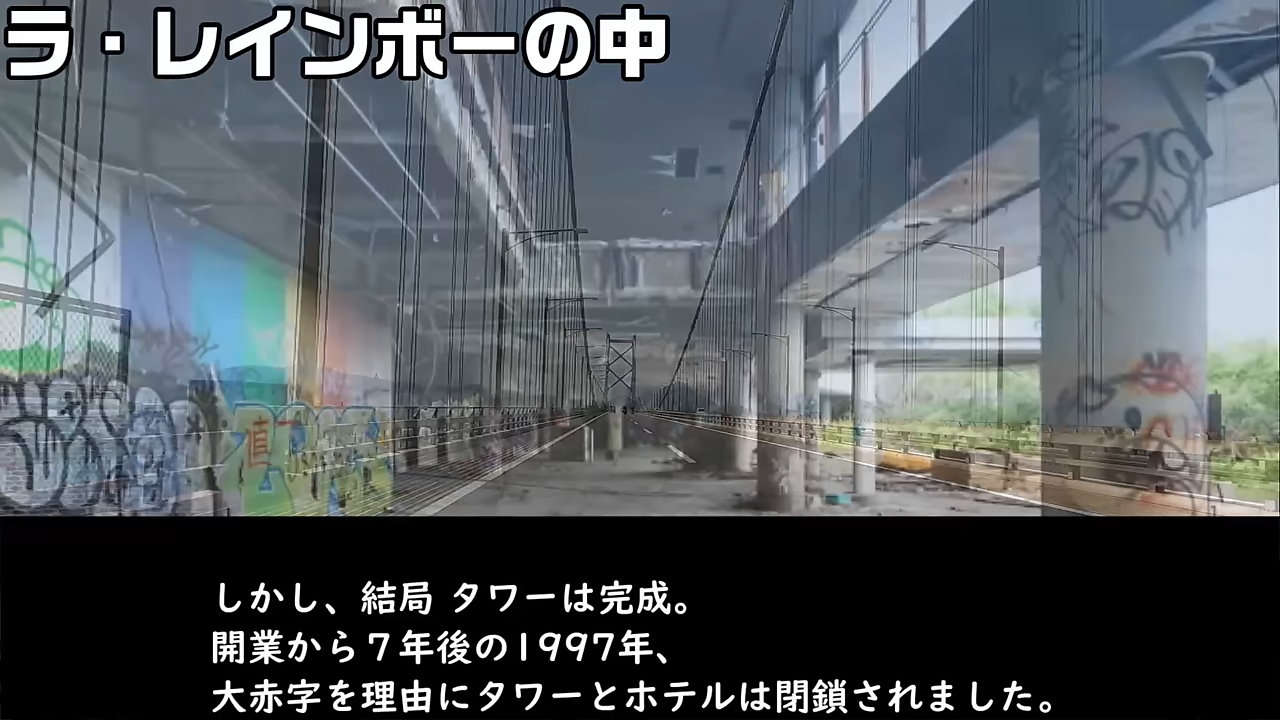 ラ・レインボーの中
直
しかし、結局 タワーは完成。
開業から７年後の1997年、
大赤字を理由にタワーとホテルは閉鎖されました。